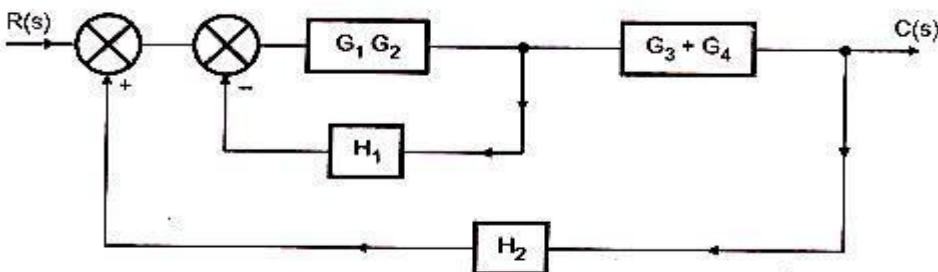 R(s)
G1 G2
G3 + G4
C(s)
+
−
H1
H2